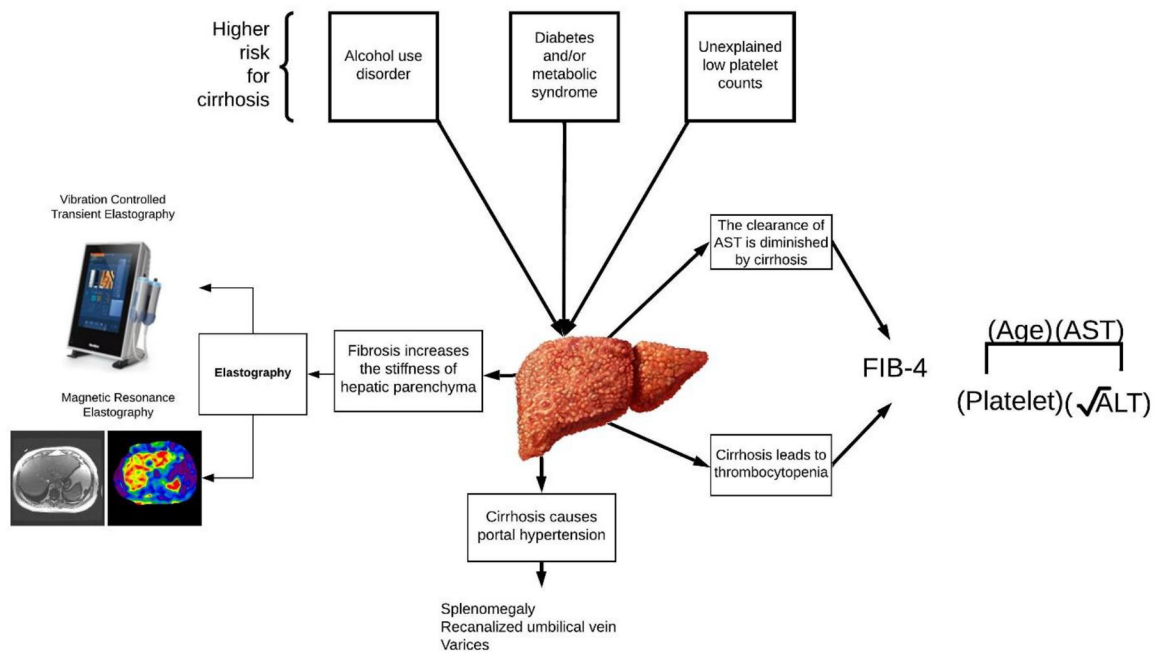 Higher
risk
for
cirrhosis
Alcohol use
disorder
Diabetes
and/or
metabolic
syndrome
Unexplained
low platelet
counts
Vibration Controlled
Transient Elastography
The clearance of
AST is diminished
by cirrhosis
Elastography
Fibrosis increases
the stiffness of
hepatic parenchyma
FIB-4
(Age)(AST)
(Platelet)(√ALT)
Magnetic Resonance
Elastography
Cirrhosis leads to
thrombocytopenia
Cirrhosis causes
portal hypertension
Splenomegaly
Recanalized umbilical vein
Varices